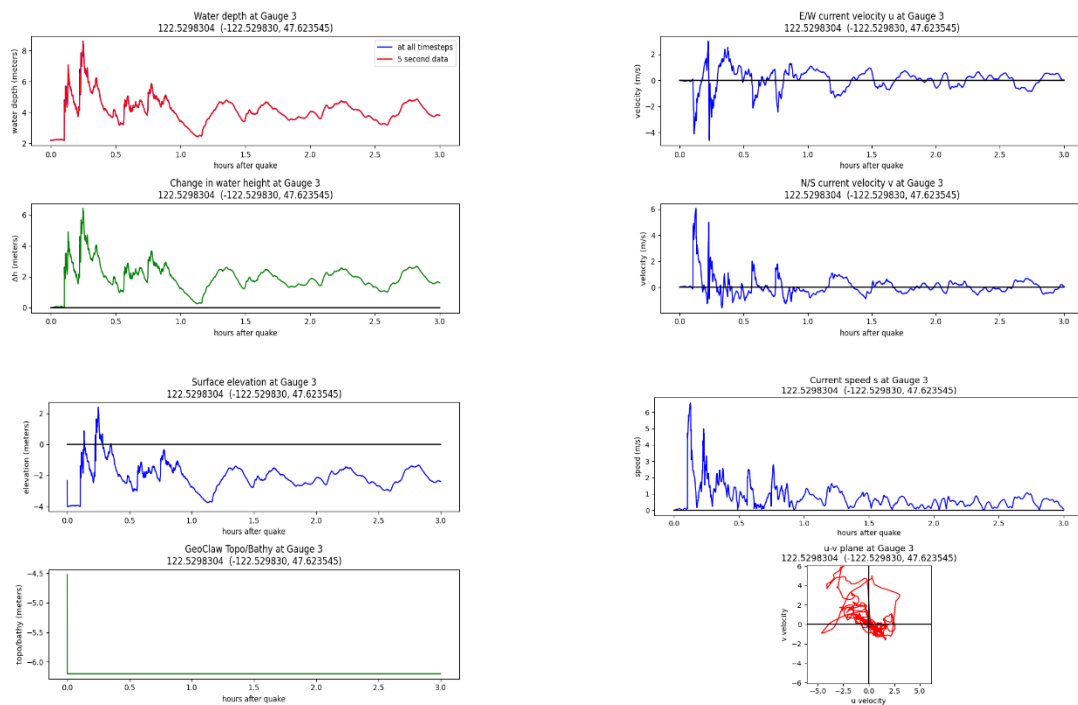 Water depth at Gauge 3
122.5298304 (-122.529830, 47.623545)
at all timesteps
5 second data
water depth (meters)
8
6
4
2
0.0 0.5 1.0 1.5 2.0 2.5 3.0
hours after quake
Change in water height at Gauge 3
122.5298304 (-122.529830, 47.623545)
Δh (meters)
6
4
2
0
0.0 0.5 1.0 1.5 2.0 2.5 3.0
hours after quake
Surface elevation at Gauge 3
122.5298304 (-122.529830, 47.623545)
elevation (meters)
2
0
−2
−4
0.0 0.5 1.0 1.5 2.0 2.5 3.0
hours after quake
GeoClaw Topo/Bathy at Gauge 3
122.5298304 (-122.529830, 47.623545)
topo/bathy (meters)
−4.5
−5.0
−5.5
−6.0
0.0 0.5 1.0 1.5 2.0 2.5 3.0
hours after quake
E/W current velocity u at Gauge 3
122.5298304 (-122.529830, 47.623545)
velocity (m/s)
2
0
−2
−4
0.0 0.5 1.0 1.5 2.0 2.5 3.0
hours after quake
N/S current velocity v at Gauge 3
122.5298304 (-122.529830, 47.623545)
velocity (m/s)
6
4
2
0
0.0 0.5 1.0 1.5 2.0 2.5 3.0
hours after quake
Current speed s at Gauge 3
122.5298304 (-122.529830, 47.623545)
speed (m/s)
6
5
4
3
2
1
0
0.0 0.5 1.0 1.5 2.0 2.5 3.0
hours after quake
u-v plane at Gauge 3
122.5298304 (-122.529830, 47.623545)
v velocity
6
4
2
0
−2
−4
−6
−5.0 −2.5 0.0 2.5 5.0
u velocity